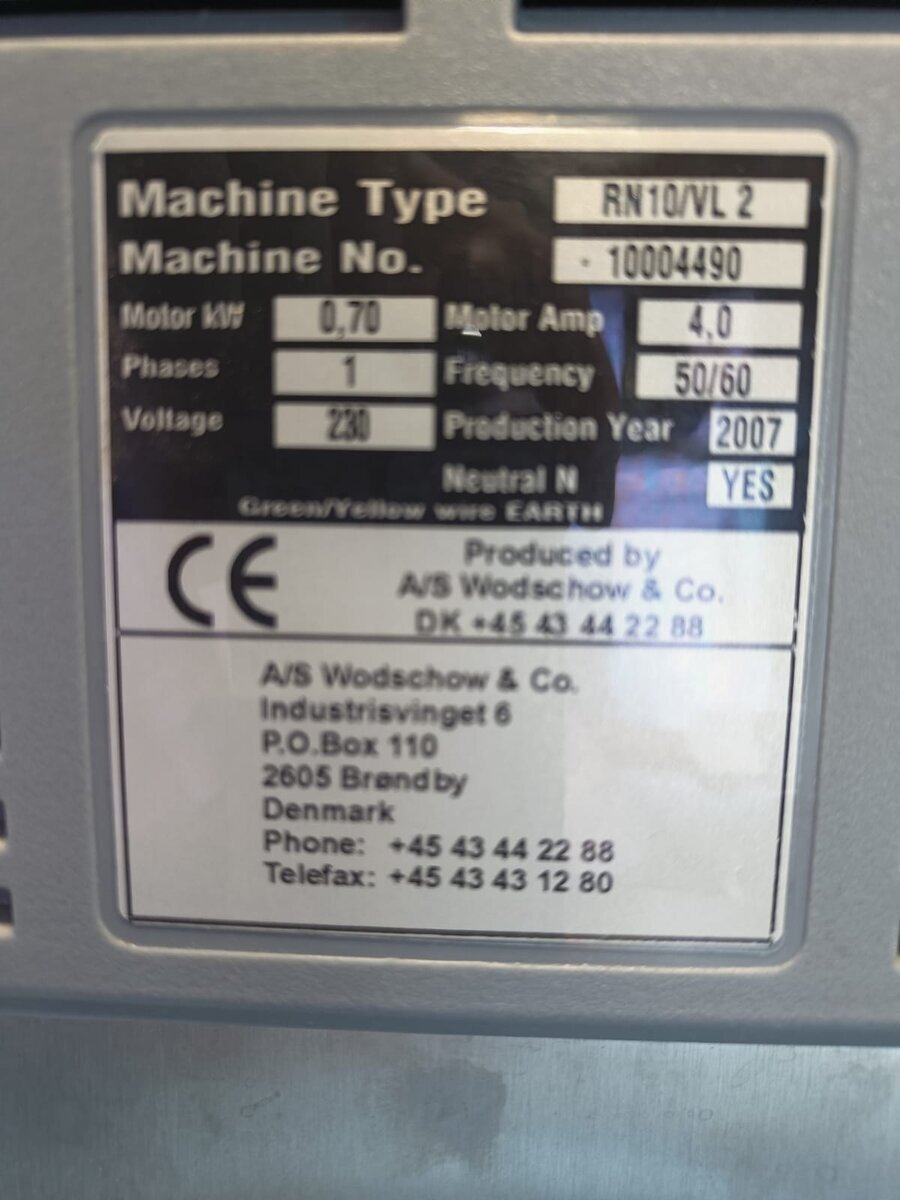 Machine Type RN10/VL 2
Machine No. - 10004490
Motor kW 0,70 Motor Amp 4,0
Phases 1 Frequency 50/60
Voltage 230 Production Year 2007
Neutral N YES
Green/Yellow wire EARTH
CE Produced by
A/S Wodschow & Co.
DK +45 43 44 22 88
A/S Wodschow & Co.
Industrisvinget 6
P.O.Box 110
2605 Brøndby
Denmark
Phone: +45 43 44 22 88
Telefax: +45 43 43 12 80